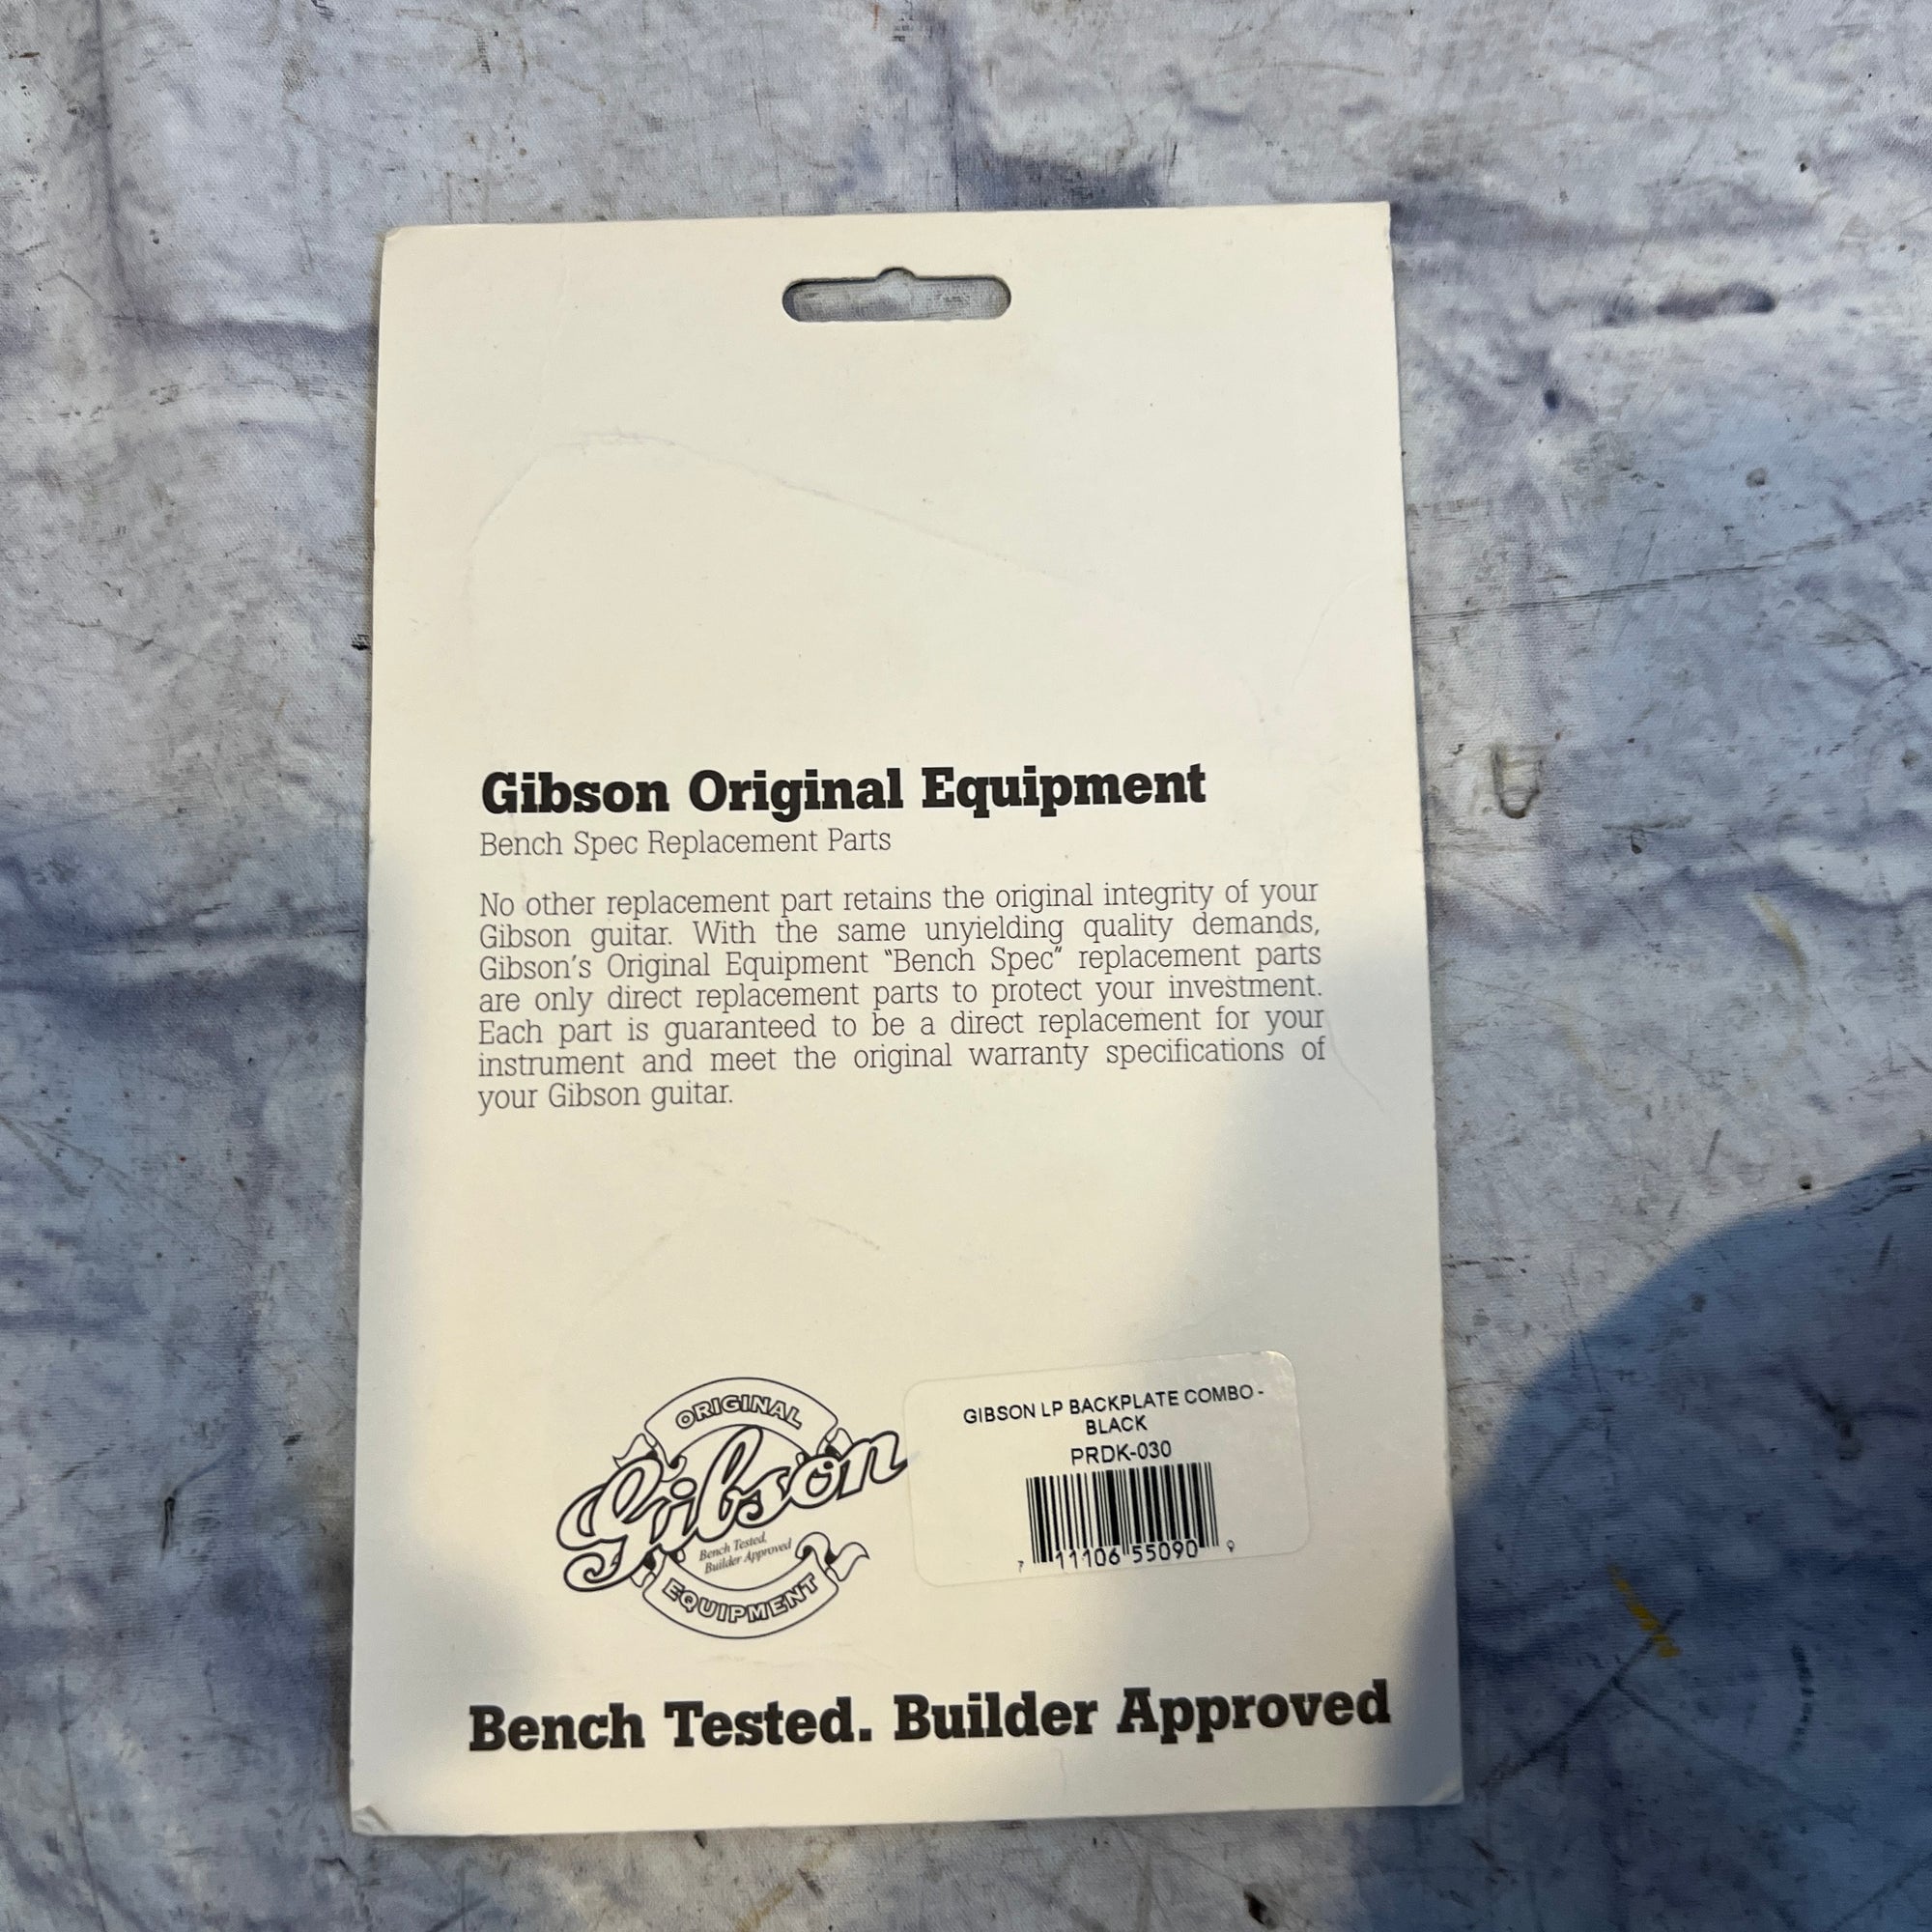 Gibson Original Equipment
Bench Spec Replacement Parts
No other replacement part retains the original integrity of your
Gibson guitar. With the same unyielding quality demands,
Gibson's Original Equipment "Bench Spec" replacement parts
are only direct replacement parts to protect your investment.
Each part is guaranteed to be a direct replacement for your
instrument and meet the original warranty specifications of
your Gibson guitar.
ORIGINAL
Gibson
Bench Tested.
Builder Approved
EQUIPMENT
GIBSON LP BACKPLATE COMBO -
BLACK
PRDK-030
7 11106 55090 9
Bench Tested. Builder Approved